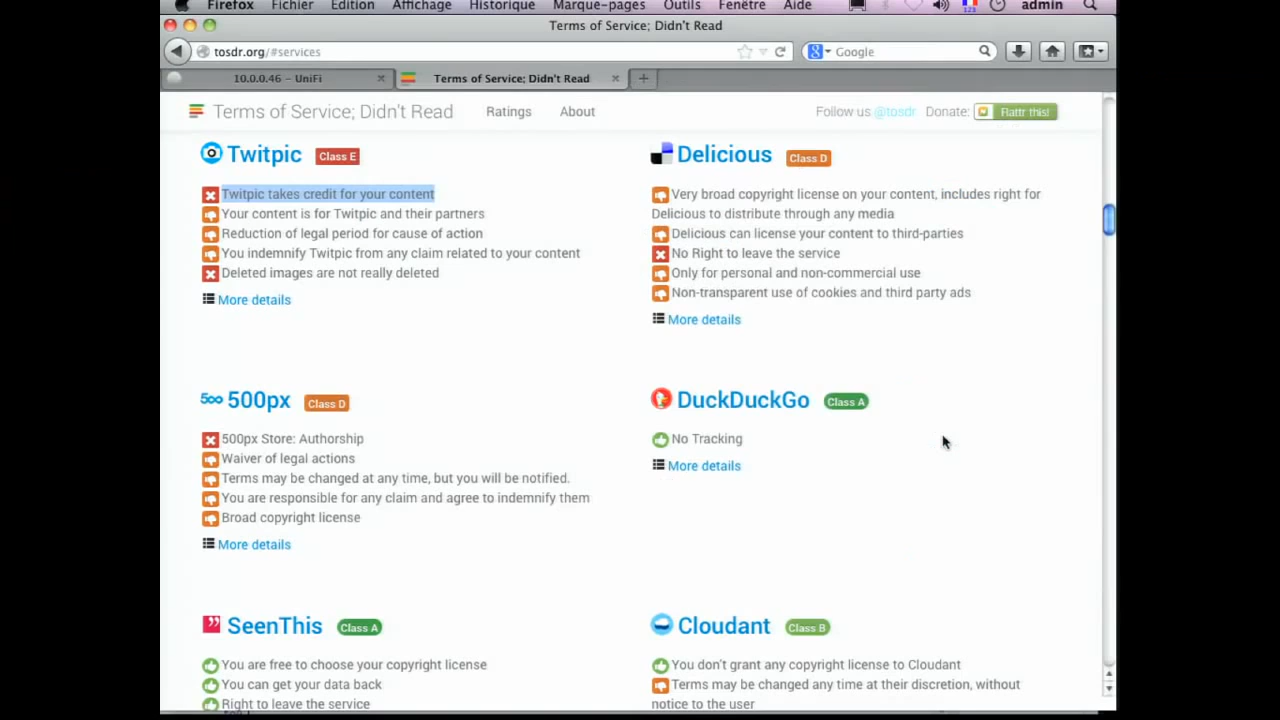 Firefox Fichier Edition Affichage Historique Marque-pages Outils Fenêtre Aide admin
Terms of Service; Didn't Read
tosdr.org/#services
Google
10.0.0.46 – UniFi
Terms of Service; Didn't Read
Terms of Service; Didn't Read Ratings About Follow us @tosdr Donate: Flattr this!
Twitpic Class E
Twitpic takes credit for your content
Your content is for Twitpic and their partners
Reduction of legal period for cause of action
You indemnify Twitpic from any claim related to your content
Deleted images are not really deleted
More details
Delicious Class D
Very broad copyright license on your content, includes right for
Delicious to distribute through any media
Delicious can license your content to third-parties
No Right to leave the service
Only for personal and non-commercial use
Non-transparent use of cookies and third party ads
More details
500px Class D
500px Store: Authorship
Waiver of legal actions
Terms may be changed at any time, but you will be notified.
You are responsible for any claim and agree to indemnify them
Broad copyright license
More details
DuckDuckGo Class A
No Tracking
More details
SeenThis Class A
You are free to choose your copyright license
You can get your data back
Right to leave the service
Cloudant Class B
You don't grant any copyright license to Cloudant
Terms may be changed any time at their discretion, without
notice to the user